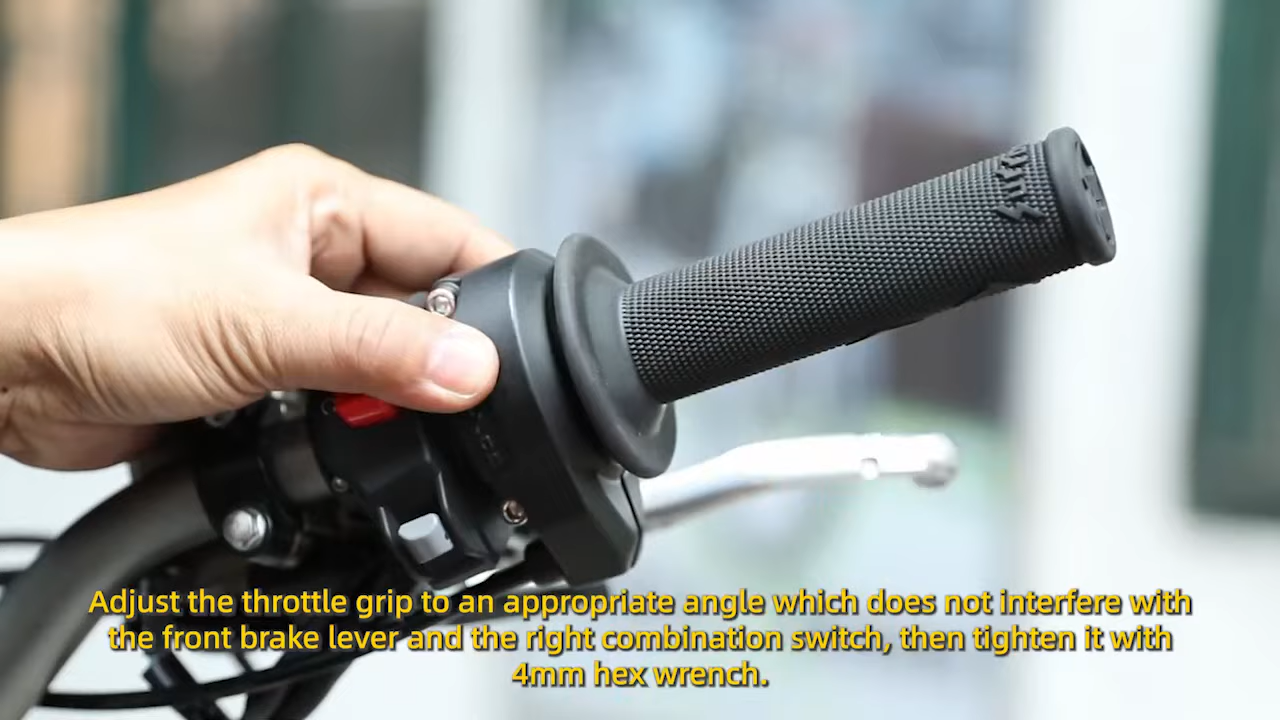 Adjust the throttle grip to an appropriate angle which does not interfere with
the front brake lever and the right combination switch, then tighten it with
4mm hex wrench.